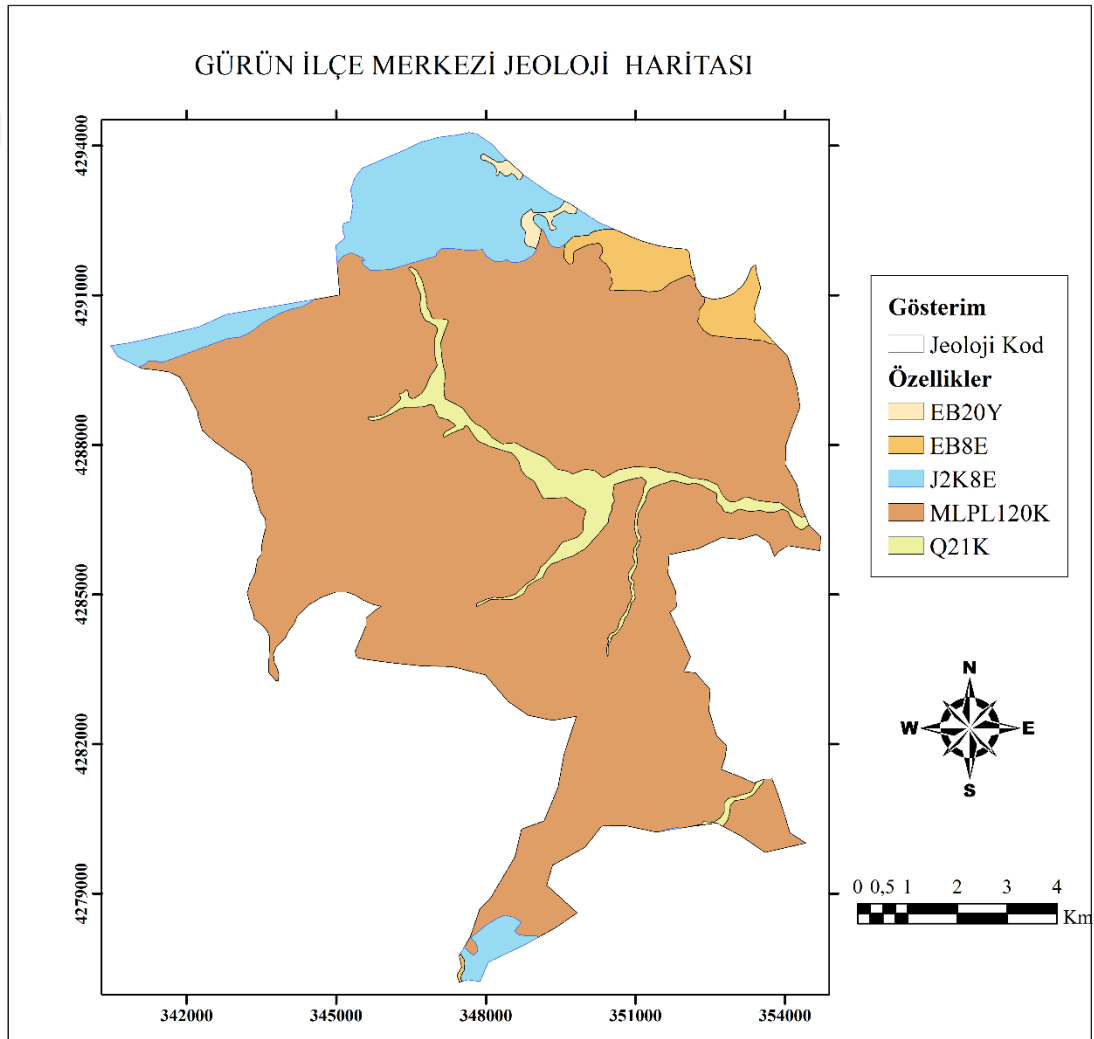 GÜRÜN İLÇE MERKEZİ JEOLOJİ HARİTASI
4294000
4291000
4288000
4285000
4282000
4279000
342000 345000 348000 351000 354000
Gösterim
Jeoloji Kod
Özellikler
EB20Y
EB8E
J2K8E
MLPL120K
Q21K
N
W E
S
0 0,5 1 2 3 4
Km